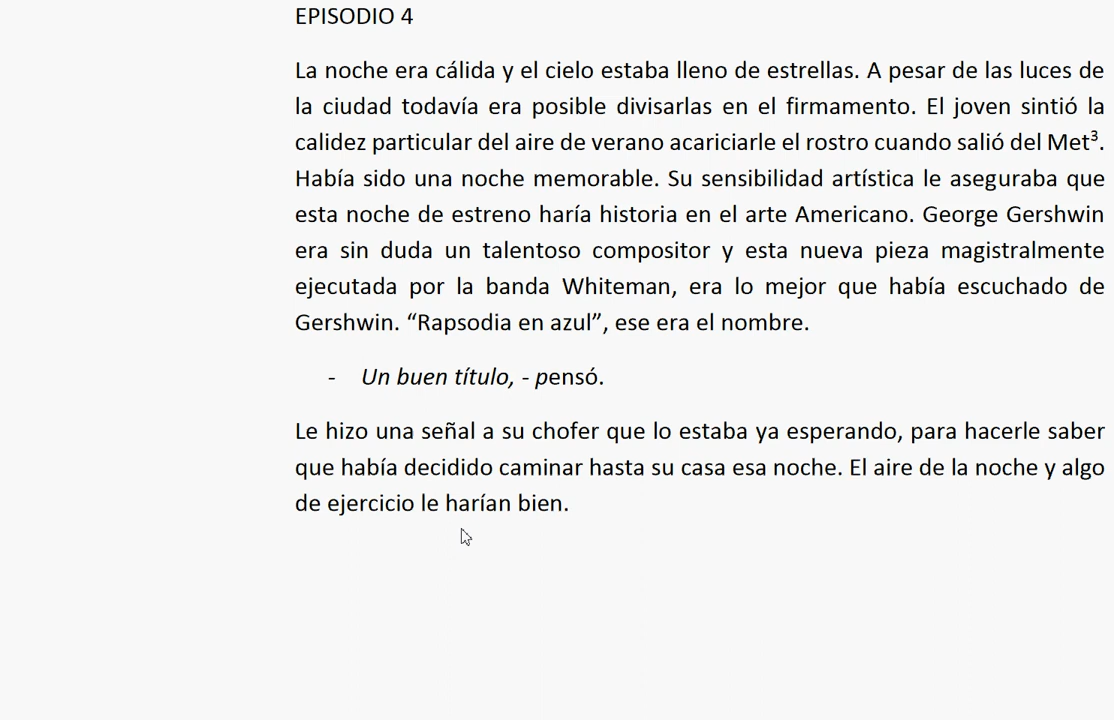 EPISODIO 4
La noche era cálida y el cielo estaba lleno de estrellas. A pesar de las luces de
la ciudad todavía era posible divisarlas en el firmamento. El joven sintió la
calidez particular del aire de verano acariciarle el rostro cuando salió del Met³.
Había sido una noche memorable. Su sensibilidad artística le aseguraba que
esta noche de estreno haría historia en el arte Americano. George Gershwin
era sin duda un talentoso compositor y esta nueva pieza magistralmente
ejecutada por la banda Whiteman, era lo mejor que había escuchado de
Gershwin. “Rapsodia en azul”, ese era el nombre.
- Un buen título, - pensó.
Le hizo una señal a su chofer que lo estaba ya esperando, para hacerle saber
que había decidido caminar hasta su casa esa noche. El aire de la noche y algo
de ejercicio le harían bien.